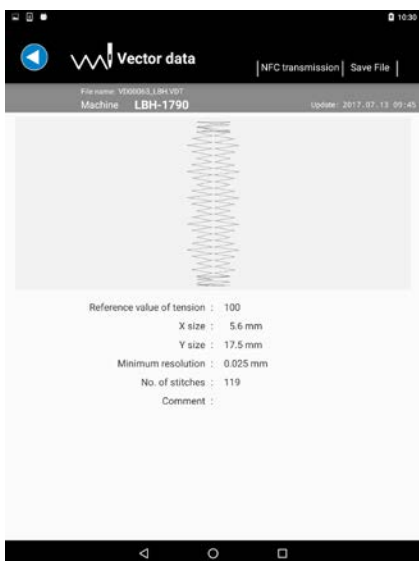 10:30
Vector data
NFC transmission Save File
File name: VD00063_LBH.VDT
Machine LBH-1790 Update: 2017.07.13 09:45
Reference value of tension : 100
X size : 5.6 mm
Y size : 17.5 mm
Minimum resolution : 0.025 mm
No. of stitches : 119
Comment :